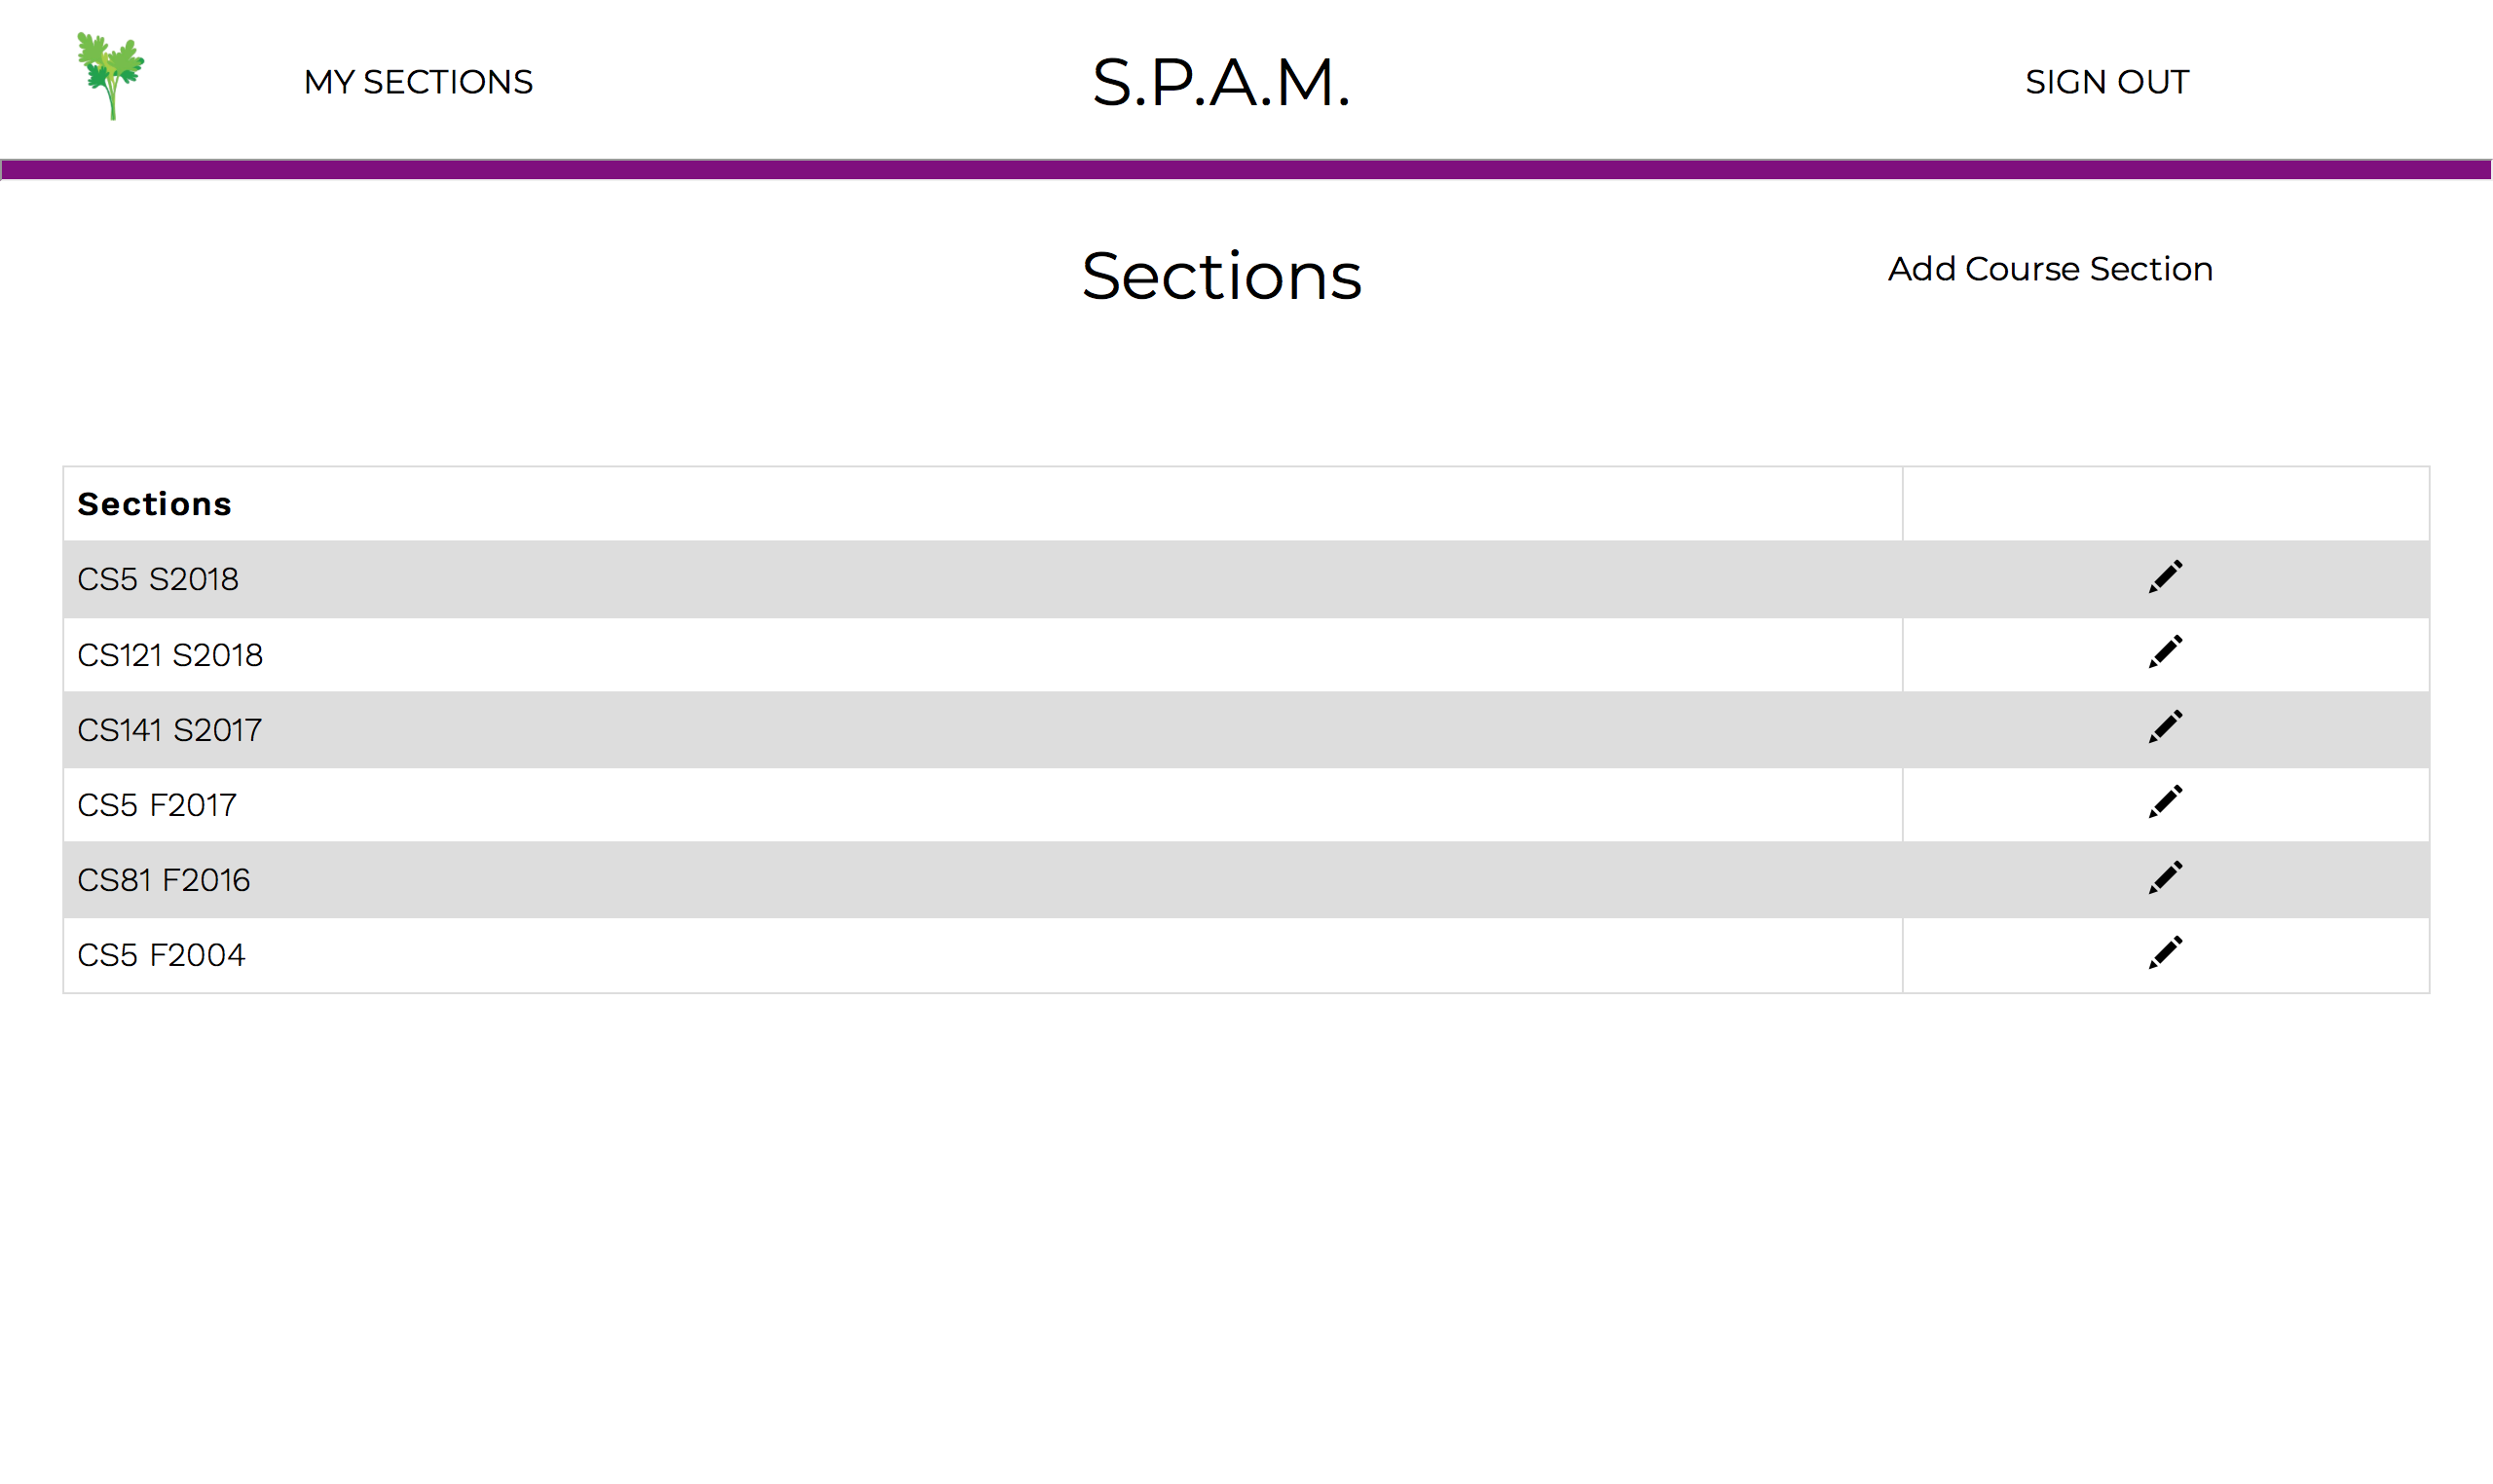 MY SECTIONS
S.P.A.M.
SIGN OUT
Sections
Add Course Section
Sections
CS5 S2018
CS121 S2018
CS141 S2017
CS5 F2017
CS81 F2016
CS5 F2004